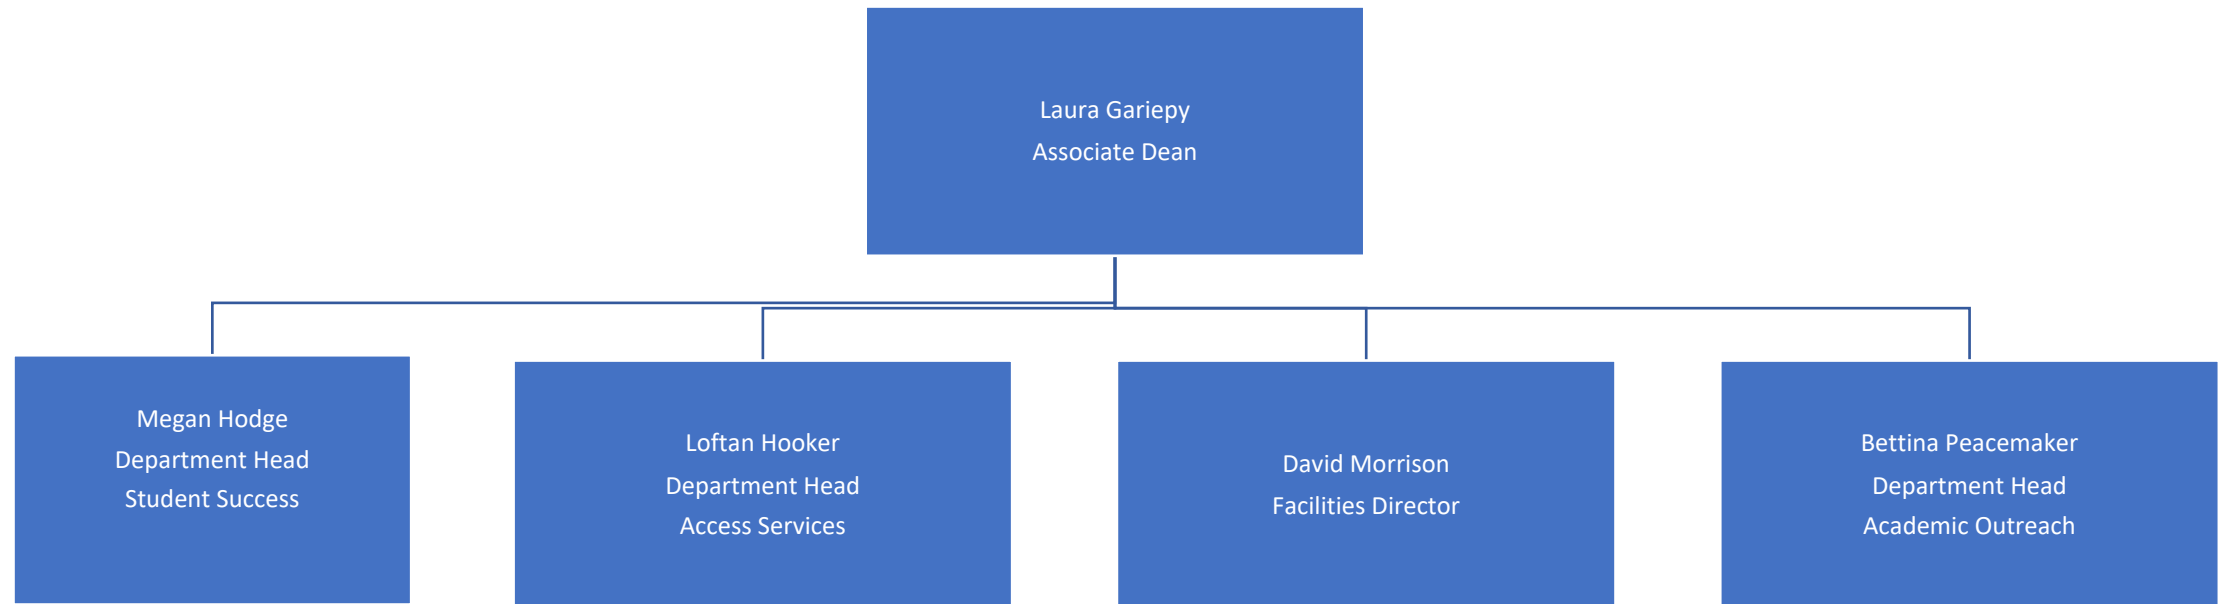 Laura Gariepy
Associate Dean
Megan Hodge
Department Head
Student Success
Loftan Hooker
Department Head
Access Services
David Morrison
Facilities Director
Bettina Peacemaker
Department Head
Academic Outreach